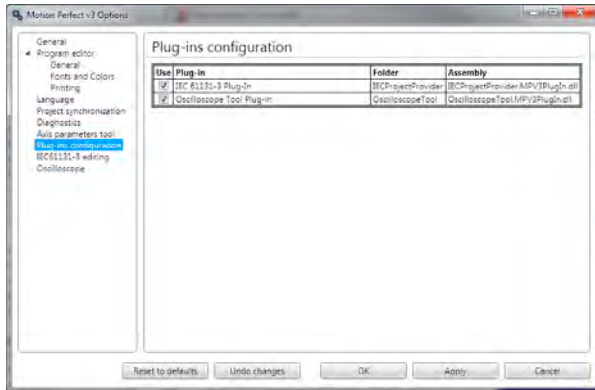 Motion Perfect v3 Options
General
Program editor
General
Fonts and Colors
Printing
Language
Project synchronization
Diagnostics
Axis parameters tool
Plug-ins configuration
IEC61131-3 editing
Oscilloscope
Plug-ins configuration
Use Plug-in Folder Assembly
IEC 61131-3 Plug-In IECProjectProvider IECProjectProvider.MPV3PlugIn.dll
Oscilloscope Tool Plug-in OscilloscopeTool OscilloscopeTool.MPV3PlugIn.dll
Reset to defaults Undo changes OK Apply Cancel